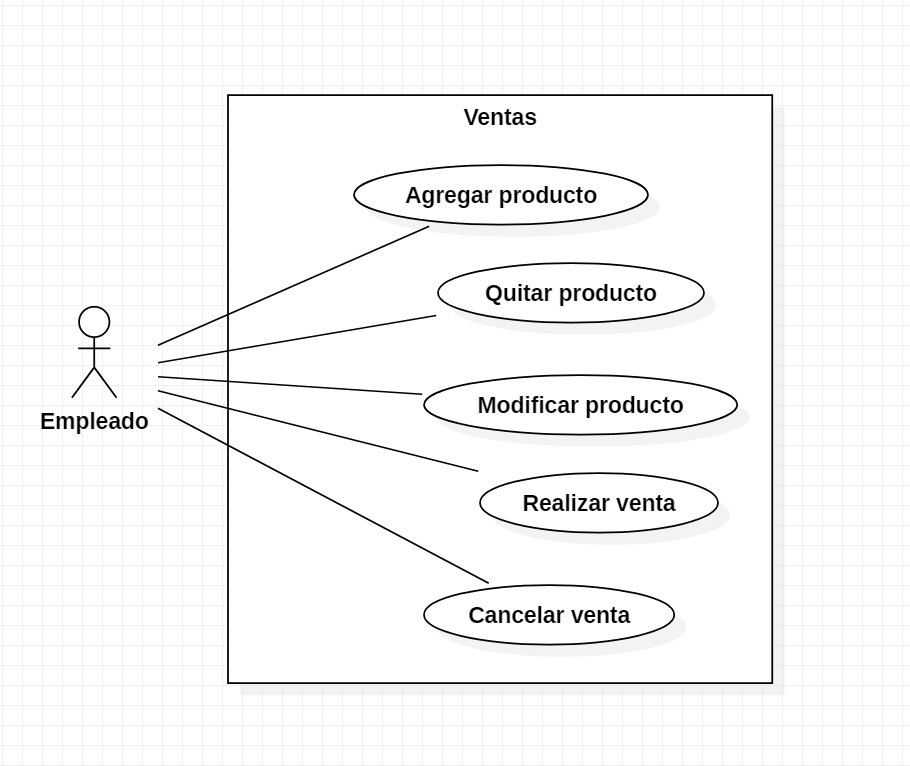 Ventas
Agregar producto
Quitar producto
Modificar producto
Empleado
Realizar venta
Cancelar venta